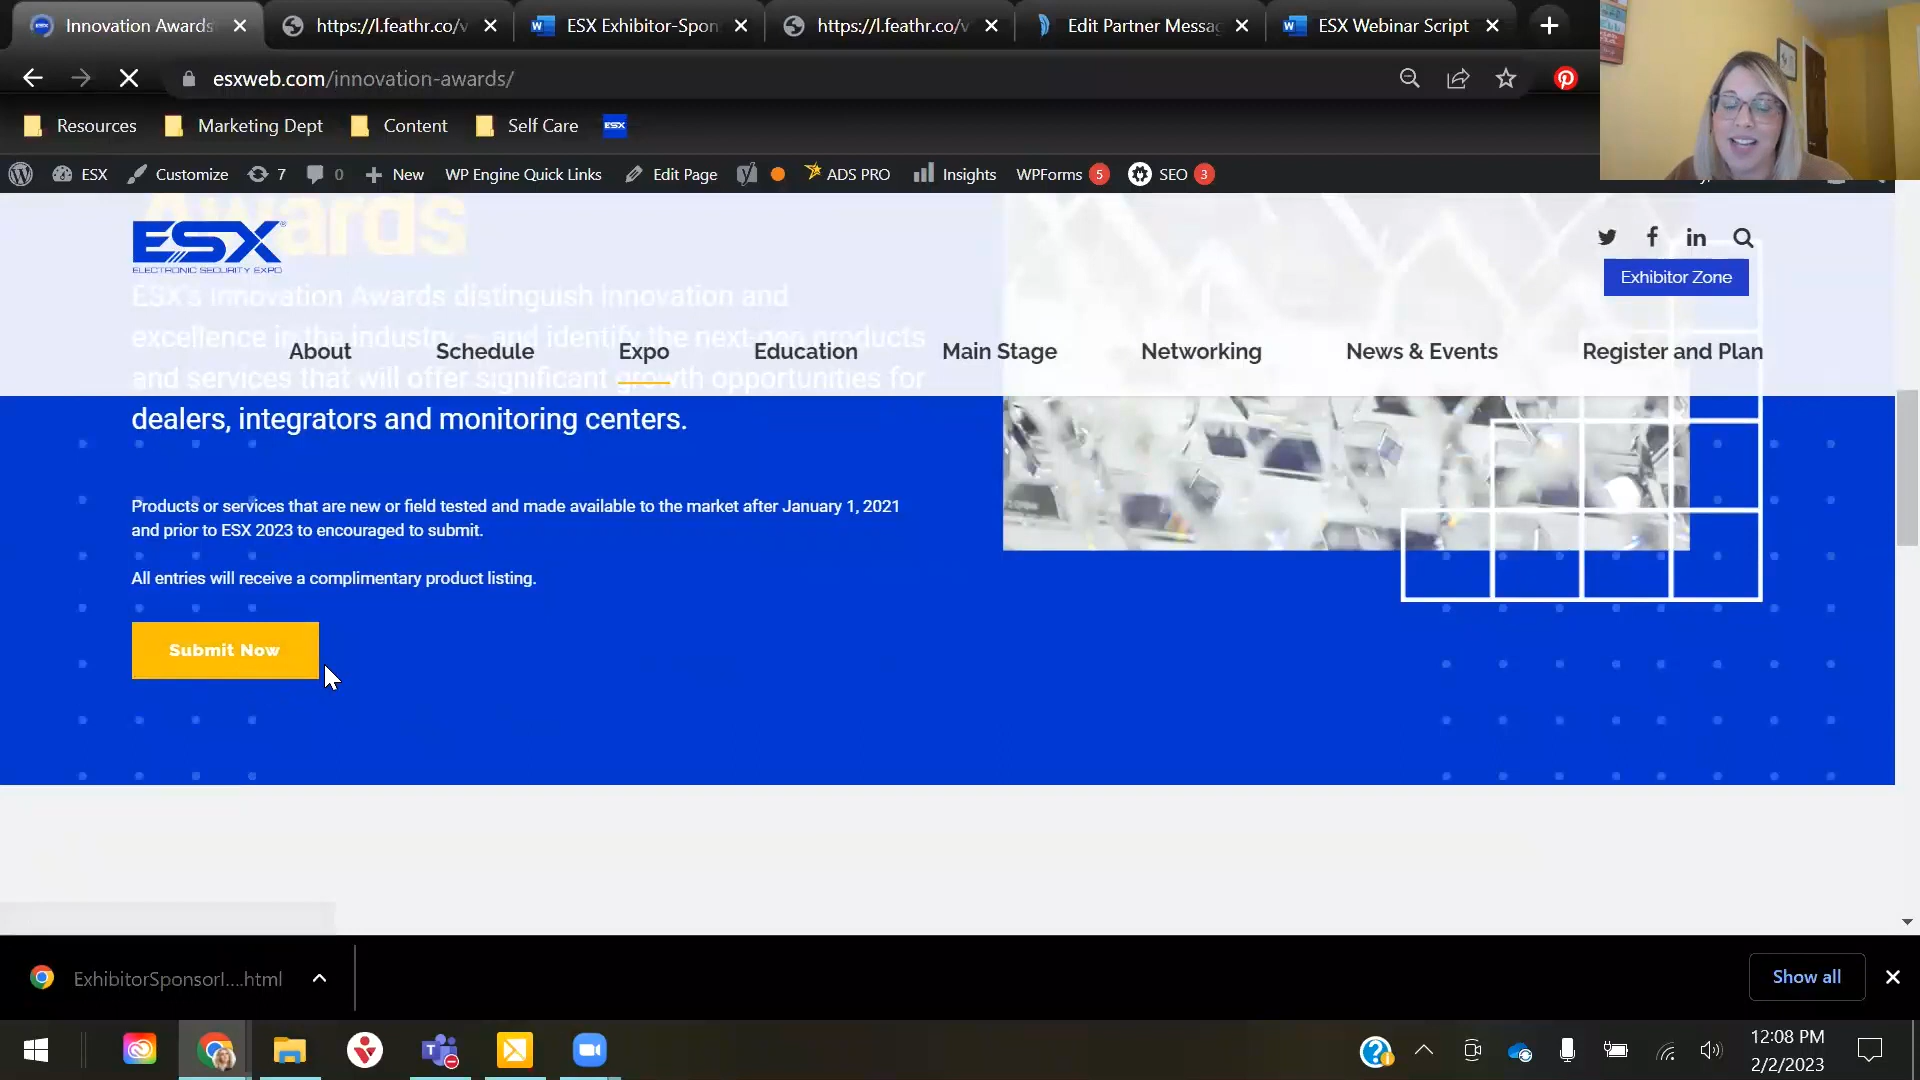 Innovation Awards
https://l.feathr.co/v
ESX Exhibitor-Spon
https://l.feathr.co/v
Edit Partner Messag
ESX Webinar Script
esxweb.com/innovation-awards/
Resources
Marketing Dept
Content
Self Care
ESX
ESX
Customize
7
0
New
WP Engine Quick Links
Edit Page
ADS PRO
Insights
WPForms 5
SEO 3
Awards
ESX
ELECTRONIC SECURITY EXPO
Exhibitor Zone
ESX's Innovation Awards distinguish innovation and
excellence in the industry – and identify the next-gen products
About
Schedule
Expo
Education
Main Stage
Networking
News & Events
Register and Plan
and services that will offer significant growth opportunities for
dealers, integrators and monitoring centers.
Products or services that are new or field tested and made available to the market after January 1, 2021
and prior to ESX 2023 to encouraged to submit.
All entries will receive a complimentary product listing.
Submit Now
ExhibitorSponsorI....html
Show all
12:08 PM
2/2/2023